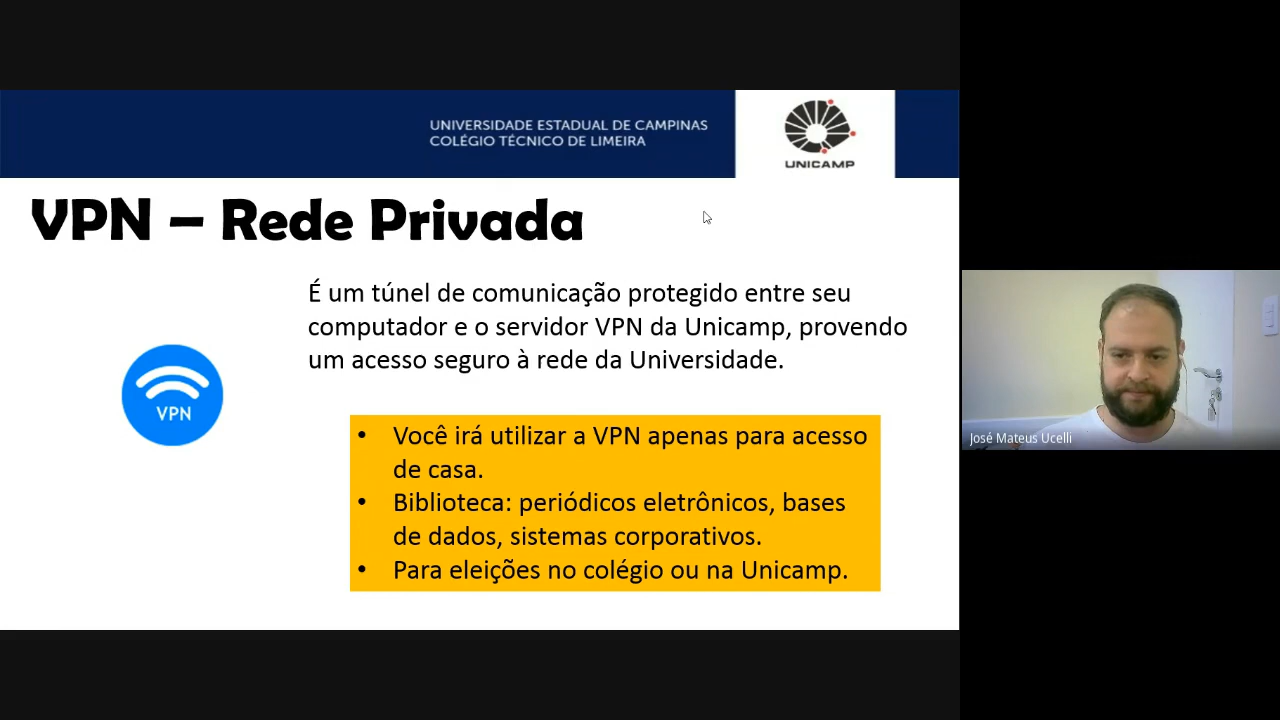 UNIVERSIDADE ESTADUAL DE CAMPINAS
COLÉGIO TÉCNICO DE LIMEIRA
UNICAMP
VPN – Rede Privada
É um túnel de comunicação protegido entre seu
computador e o servidor VPN da Unicamp, provendo
um acesso seguro à rede da Universidade.
VPN
• Você irá utilizar a VPN apenas para acesso
de casa.
• Biblioteca: periódicos eletrônicos, bases
de dados, sistemas corporativos.
• Para eleições no colégio ou na Unicamp.
José Mateus Ucelli